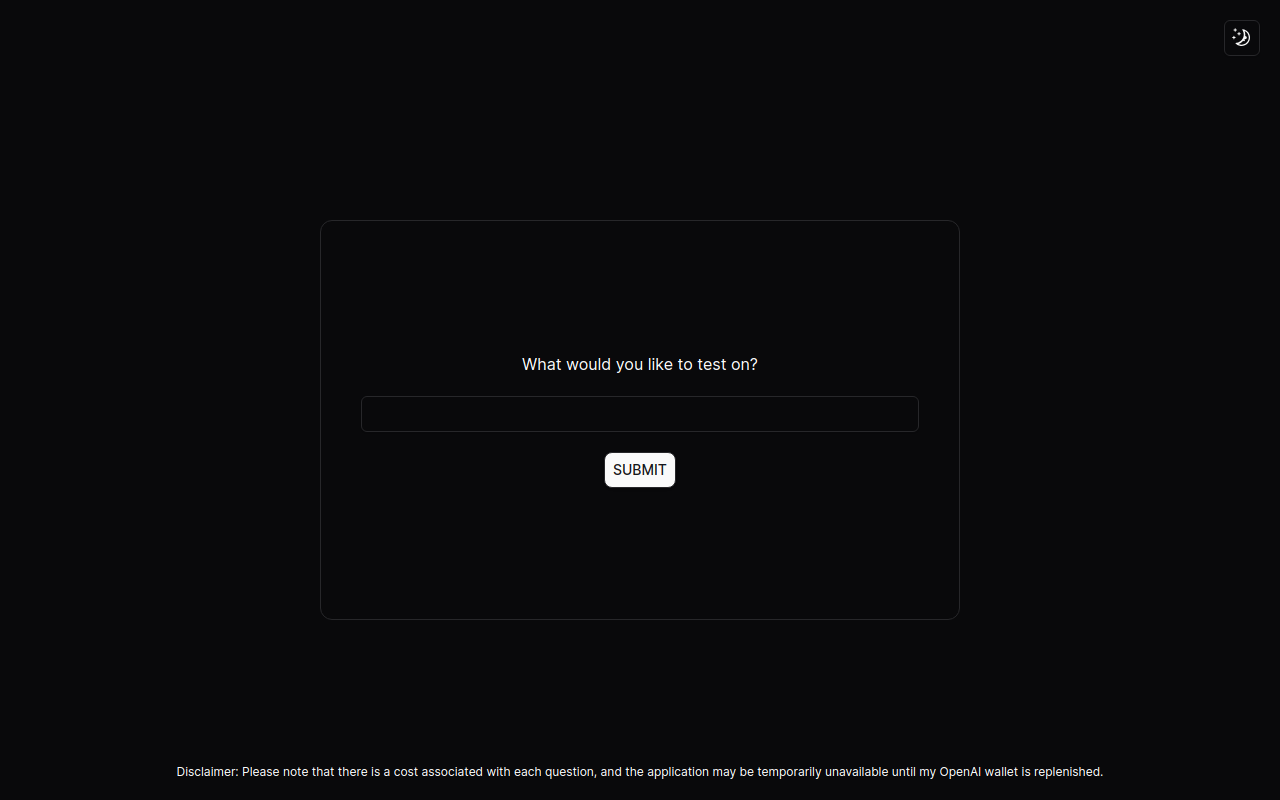 What would you like to test on?
SUBMIT
Disclaimer: Please note that there is a cost associated with each question, and the application may be temporarily unavailable until my OpenAI wallet is replenished.